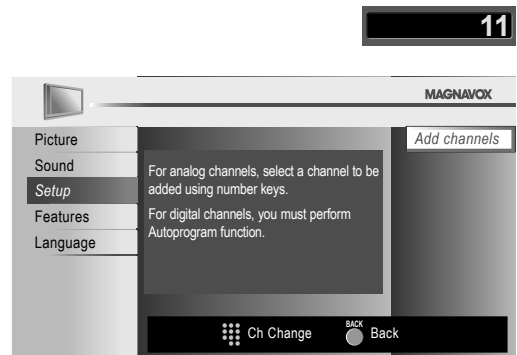 11
MAGNAVOX
Picture
Sound
Setup
Features
Language
Add channels
For analog channels, select a channel to be
added using number keys.
For digital channels, you must perform
Autoprogram function.
Ch Change
BACK Back